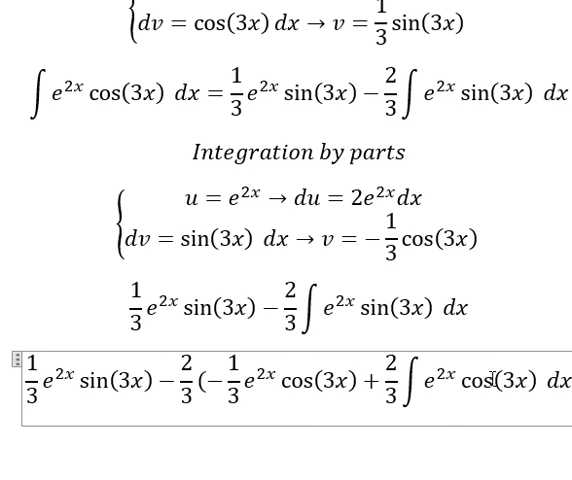 {dv = cos(3x) dx → v = 1/3 sin(3x)
∫ e^{2x} cos(3x) dx = 1/3 e^{2x} sin(3x) − 2/3 ∫ e^{2x} sin(3x) dx
Integration by parts
{u = e^{2x} → du = 2e^{2x}dx
dv = sin(3x) dx → v = −1/3 cos(3x)
1/3 e^{2x} sin(3x) − 2/3 ∫ e^{2x} sin(3x) dx
1/3 e^{2x} sin(3x) − 2/3 (−1/3 e^{2x} cos(3x) + 2/3 ∫ e^{2x} cos(3x) dx